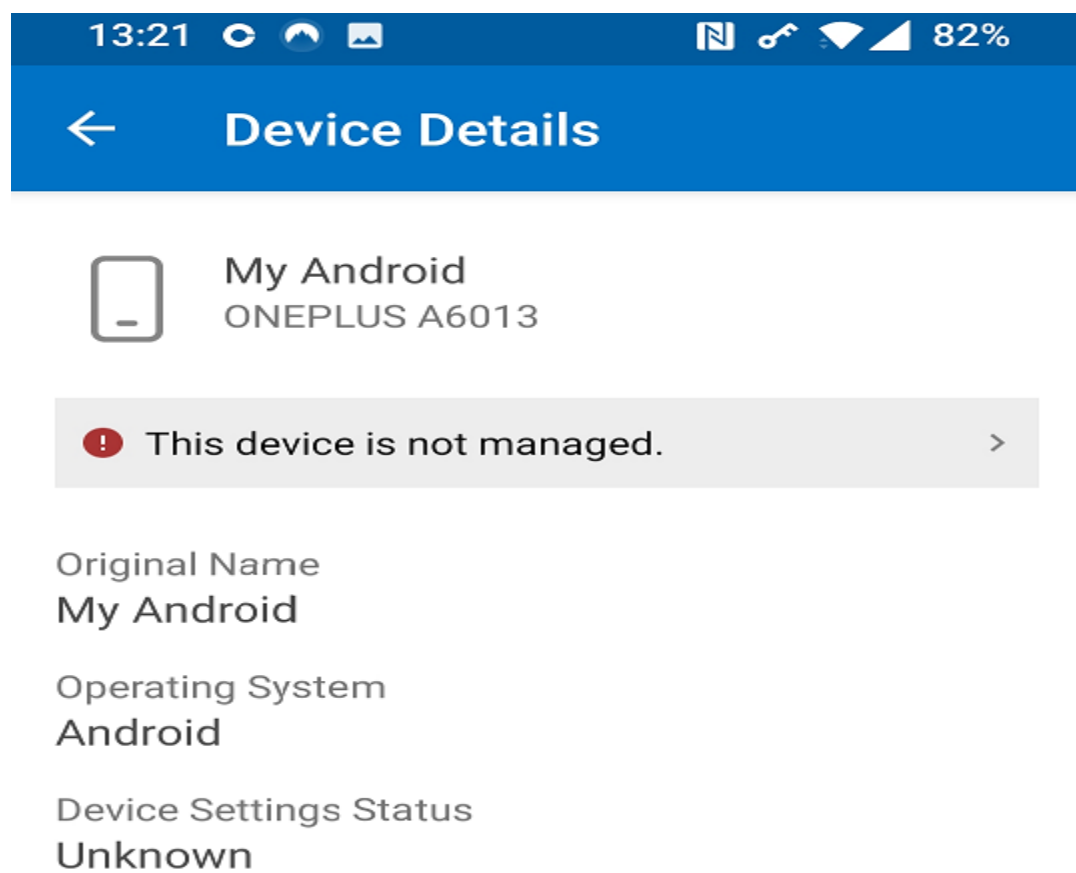 13:21 82%
Device Details
My Android
ONEPLUS A6013
This device is not managed.
Original Name
My Android
Operating System
Android
Device Settings Status
Unknown